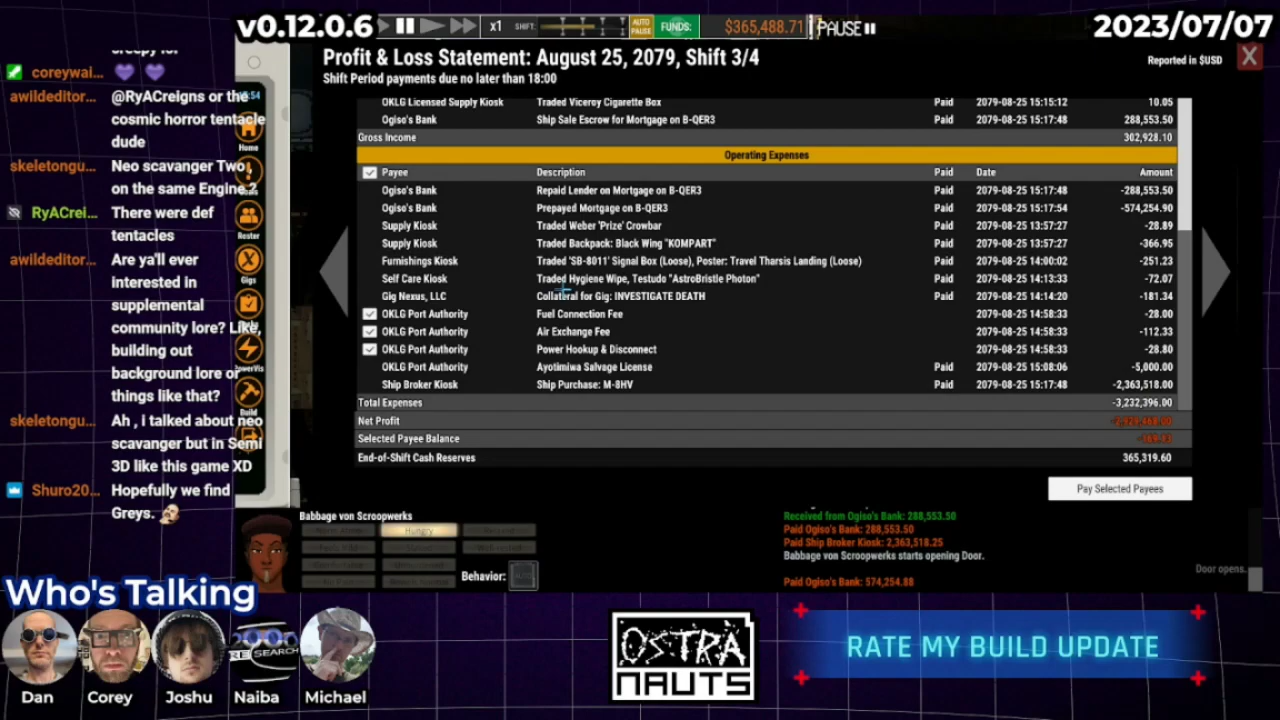 v0.12.0.6
x1
SHIFT:
AUTO PAUSE
FUNDS:
$365,488.71
PAUSE
2023/07/07
creepy for
coreywai...
awildeditor... @RyACreigns or the
cosmic horror tentacle
dude
skeletongu... Neo scavanger Two,
on the same Engine ?
RyACrei... There were def
tentacles
awildeditor... Are ya'll ever
interested in
supplemental
community lore? Like,
building out
background lore or
things like that?
skeletongu... Ah , i talked about neo
scavanger but in Semi
3D like this game XD
Shuro20... Hopefully we find
Greys.
Home
Roster
Gigs
Build
Profit & Loss Statement: August 25, 2079, Shift 3/4
Shift Period payments due no later than 18:00
Reported in $USD
X
OKLG Licensed Supply Kiosk Traded Viceroy Cigarette Box Paid 2079-08-25 15:15:12 10.05
Ogiso's Bank Ship Sale Escrow for Mortgage on B-QER3 Paid 2079-08-25 15:17:48 288,553.50
Gross Income 302,928.10
Operating Expenses
Payee Description Paid Date Amount
Ogiso's Bank Repaid Lender on Mortgage on B-QER3 Paid 2079-08-25 15:17:48 -288,553.50
Ogiso's Bank Prepayed Mortgage on B-QER3 Paid 2079-08-25 15:17:54 -574,254.90
Supply Kiosk Traded Weber 'Prize' Crowbar Paid 2079-08-25 13:57:27 -28.89
Supply Kiosk Traded Backpack: Black Wing "KOMPART" Paid 2079-08-25 13:57:27 -366.95
Furnishings Kiosk Traded 'SB-8011' Signal Box (Loose), Poster: Travel Tharsis Landing (Loose) Paid 2079-08-25 14:00:02 -251.23
Self Care Kiosk Traded Hygiene Wipe, Testudo "AstroBristle Photon" Paid 2079-08-25 14:13:33 -72.07
Gig Nexus, LLC Collateral for Gig: INVESTIGATE DEATH Paid 2079-08-25 14:14:20 -181.34
OKLG Port Authority Fuel Connection Fee 2079-08-25 14:58:33 -28.00
OKLG Port Authority Air Exchange Fee 2079-08-25 14:58:33 -112.33
OKLG Port Authority Power Hookup & Disconnect 2079-08-25 14:58:33 -28.80
OKLG Port Authority Ayotimiwa Salvage License Paid 2079-08-25 15:08:06 -5,000.00
Ship Broker Kiosk Ship Purchase: M-8HV Paid 2079-08-25 15:17:48 -2,363,518.00
Total Expenses -3,232,396.00
Net Profit
Selected Payee Balance
End-of-Shift Cash Reserves 365,319.60
Pay Selected Payees
Babbage von Scroopwerks
Hungry
Behavior:
Received from Ogiso's Bank: 288,553.50
Paid Ogiso's Bank: 288,553.50
Paid Ship Broker Kiosk: 2,363,518.25
Babbage von Scroopwerks starts opening Door.
Door opens.
Paid Ogiso's Bank: 574,254.88
Who's Talking
Dan
Corey
Joshu
Naiba
Michael
OSTRA
NAUTS
RATE MY BUILD UPDATE